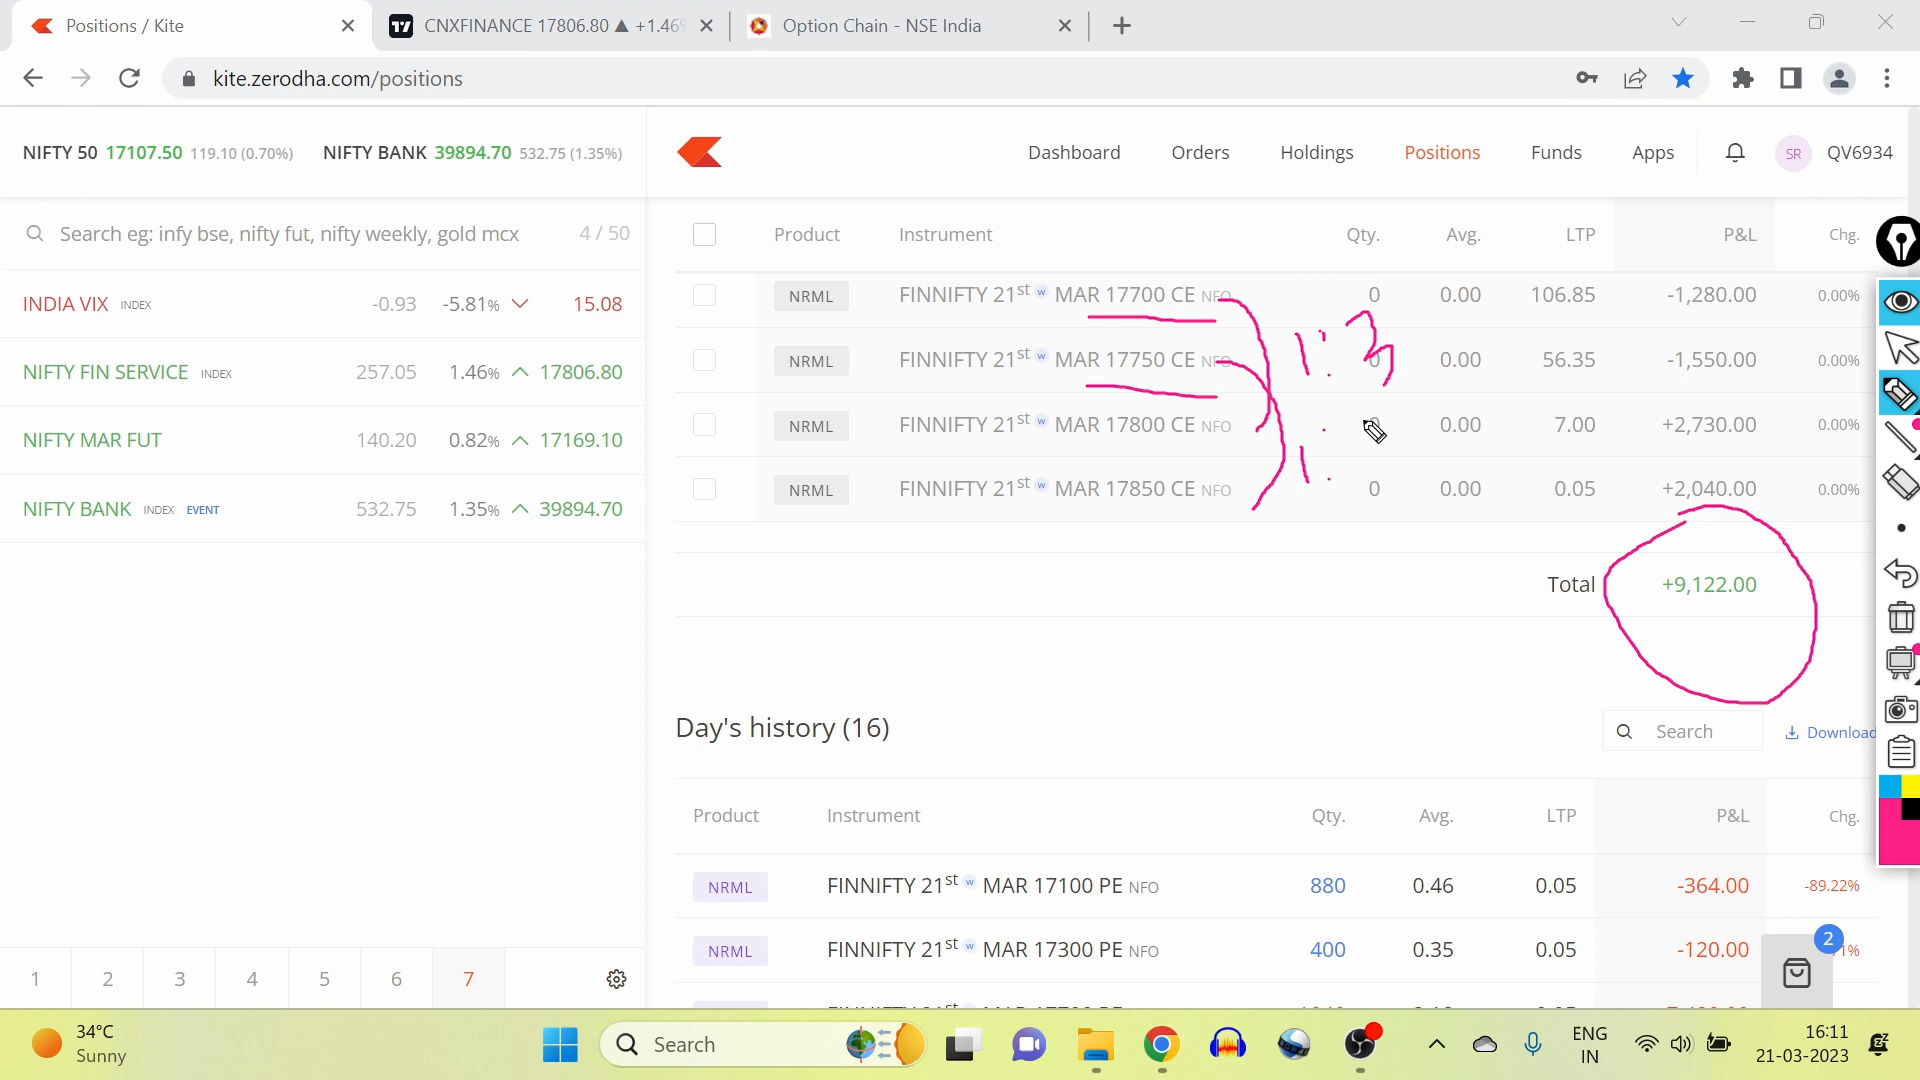 Positions / Kite
CNXFINANCE 17806.80 ▲ +1.46%
Option Chain - NSE India
kite.zerodha.com/positions
NIFTY 50 17107.50 119.10 (0.70%) NIFTY BANK 39894.70 532.75 (1.35%)
Dashboard Orders Holdings Positions Funds Apps SR QV6934
Search eg: infy bse, nifty fut, nifty weekly, gold mcx 4 / 50
INDIA VIX INDEX -0.93 -5.81% 15.08
NIFTY FIN SERVICE INDEX 257.05 1.46% 17806.80
NIFTY MAR FUT 140.20 0.82% 17169.10
NIFTY BANK INDEX EVENT 532.75 1.35% 39894.70
Product Instrument Qty. Avg. LTP P&L Chg.
NRML FINNIFTY 21st w MAR 17700 CE NFO 0 0.00 106.85 -1,280.00 0.00%
NRML FINNIFTY 21st w MAR 17750 CE NFO 0 0.00 56.35 -1,550.00 0.00%
NRML FINNIFTY 21st w MAR 17800 CE NFO 0 0.00 7.00 +2,730.00 0.00%
NRML FINNIFTY 21st w MAR 17850 CE NFO 0 0.00 0.05 +2,040.00 0.00%
1:3
1:
Total +9,122.00
Day's history (16) Search Download
Product Instrument Qty. Avg. LTP P&L Chg.
NRML FINNIFTY 21st w MAR 17100 PE NFO 880 0.46 0.05 -364.00 -89.22%
NRML FINNIFTY 21st w MAR 17300 PE NFO 400 0.35 0.05 -120.00 1%
2
1 2 3 4 5 6 7
34°C
Sunny
Search
ENG
IN
16:11
21-03-2023